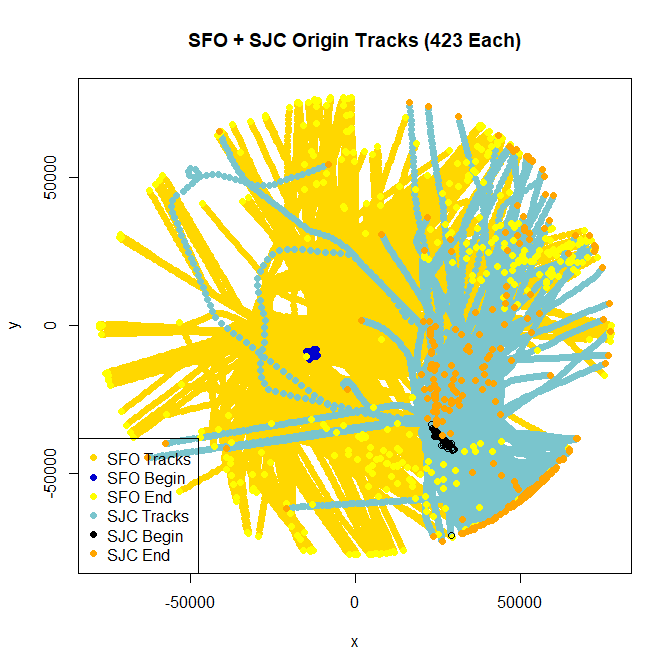 SFO + SJC Origin Tracks (423 Each)
y
50000
0
-50000
SFO Tracks
SFO Begin
SFO End
SJC Tracks
SJC Begin
SJC End
-50000 0 50000
x